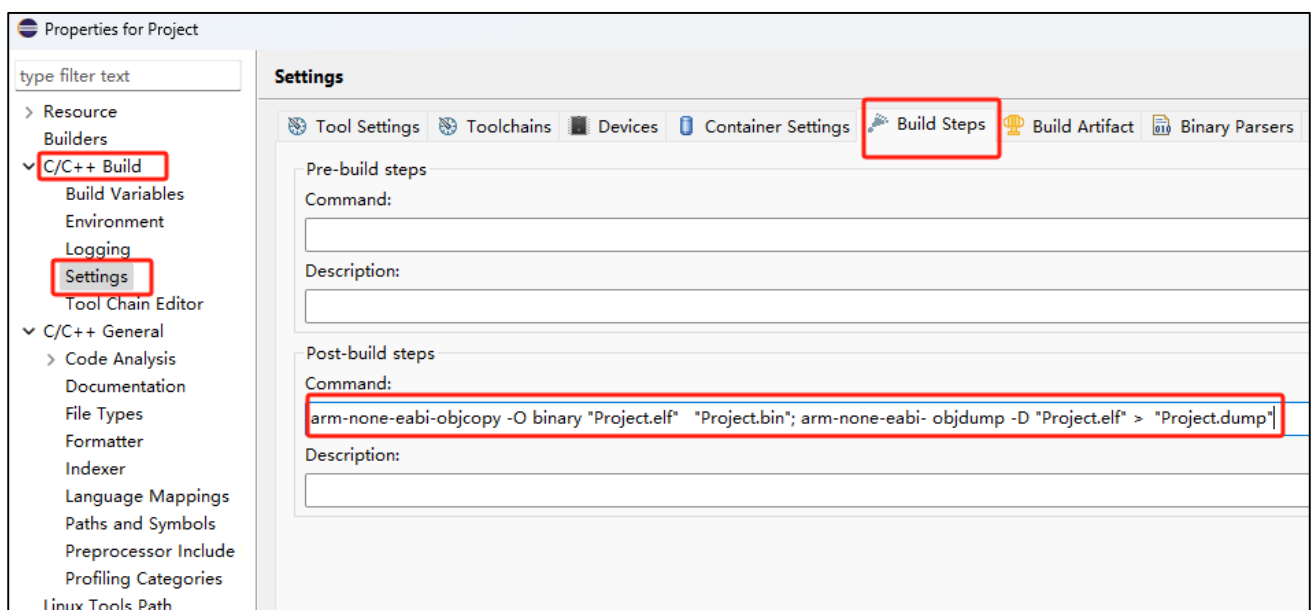 Properties for Project
type filter text
Resource
Builders
C/C++ Build
Build Variables
Environment
Logging
Settings
Tool Chain Editor
C/C++ General
Code Analysis
Documentation
File Types
Formatter
Indexer
Language Mappings
Paths and Symbols
Preprocessor Include
Profiling Categories
Linux Tools Path
Settings
Tool Settings Toolchains Devices Container Settings Build Steps Build Artifact Binary Parsers
Pre-build steps
Command:
Description:
Post-build steps
Command:
arm-none-eabi-objcopy -O binary "Project.elf"   "Project.bin"; arm-none-eabi- objdump -D "Project.elf" >  "Project.dump"
Description: